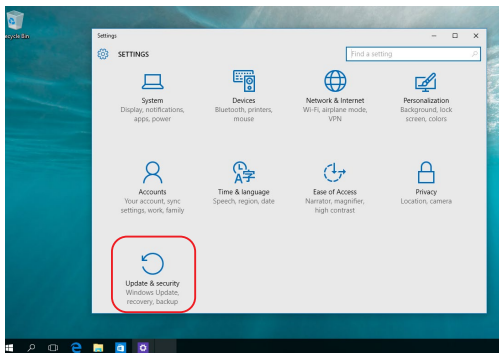 ecycle Bin
Settings
SETTINGS
Find a setting
System
Display, notifications,
apps, power
Devices
Bluetooth, printers,
mouse
Network & Internet
Wi-Fi, airplane mode,
VPN
Personalization
Background, lock
screen, colors
Accounts
Your account, sync
settings, work, family
Time & language
Speech, region, date
Ease of Access
Narrator, magnifier,
high contrast
Privacy
Location, camera
Update & security
Windows Update,
recovery, backup